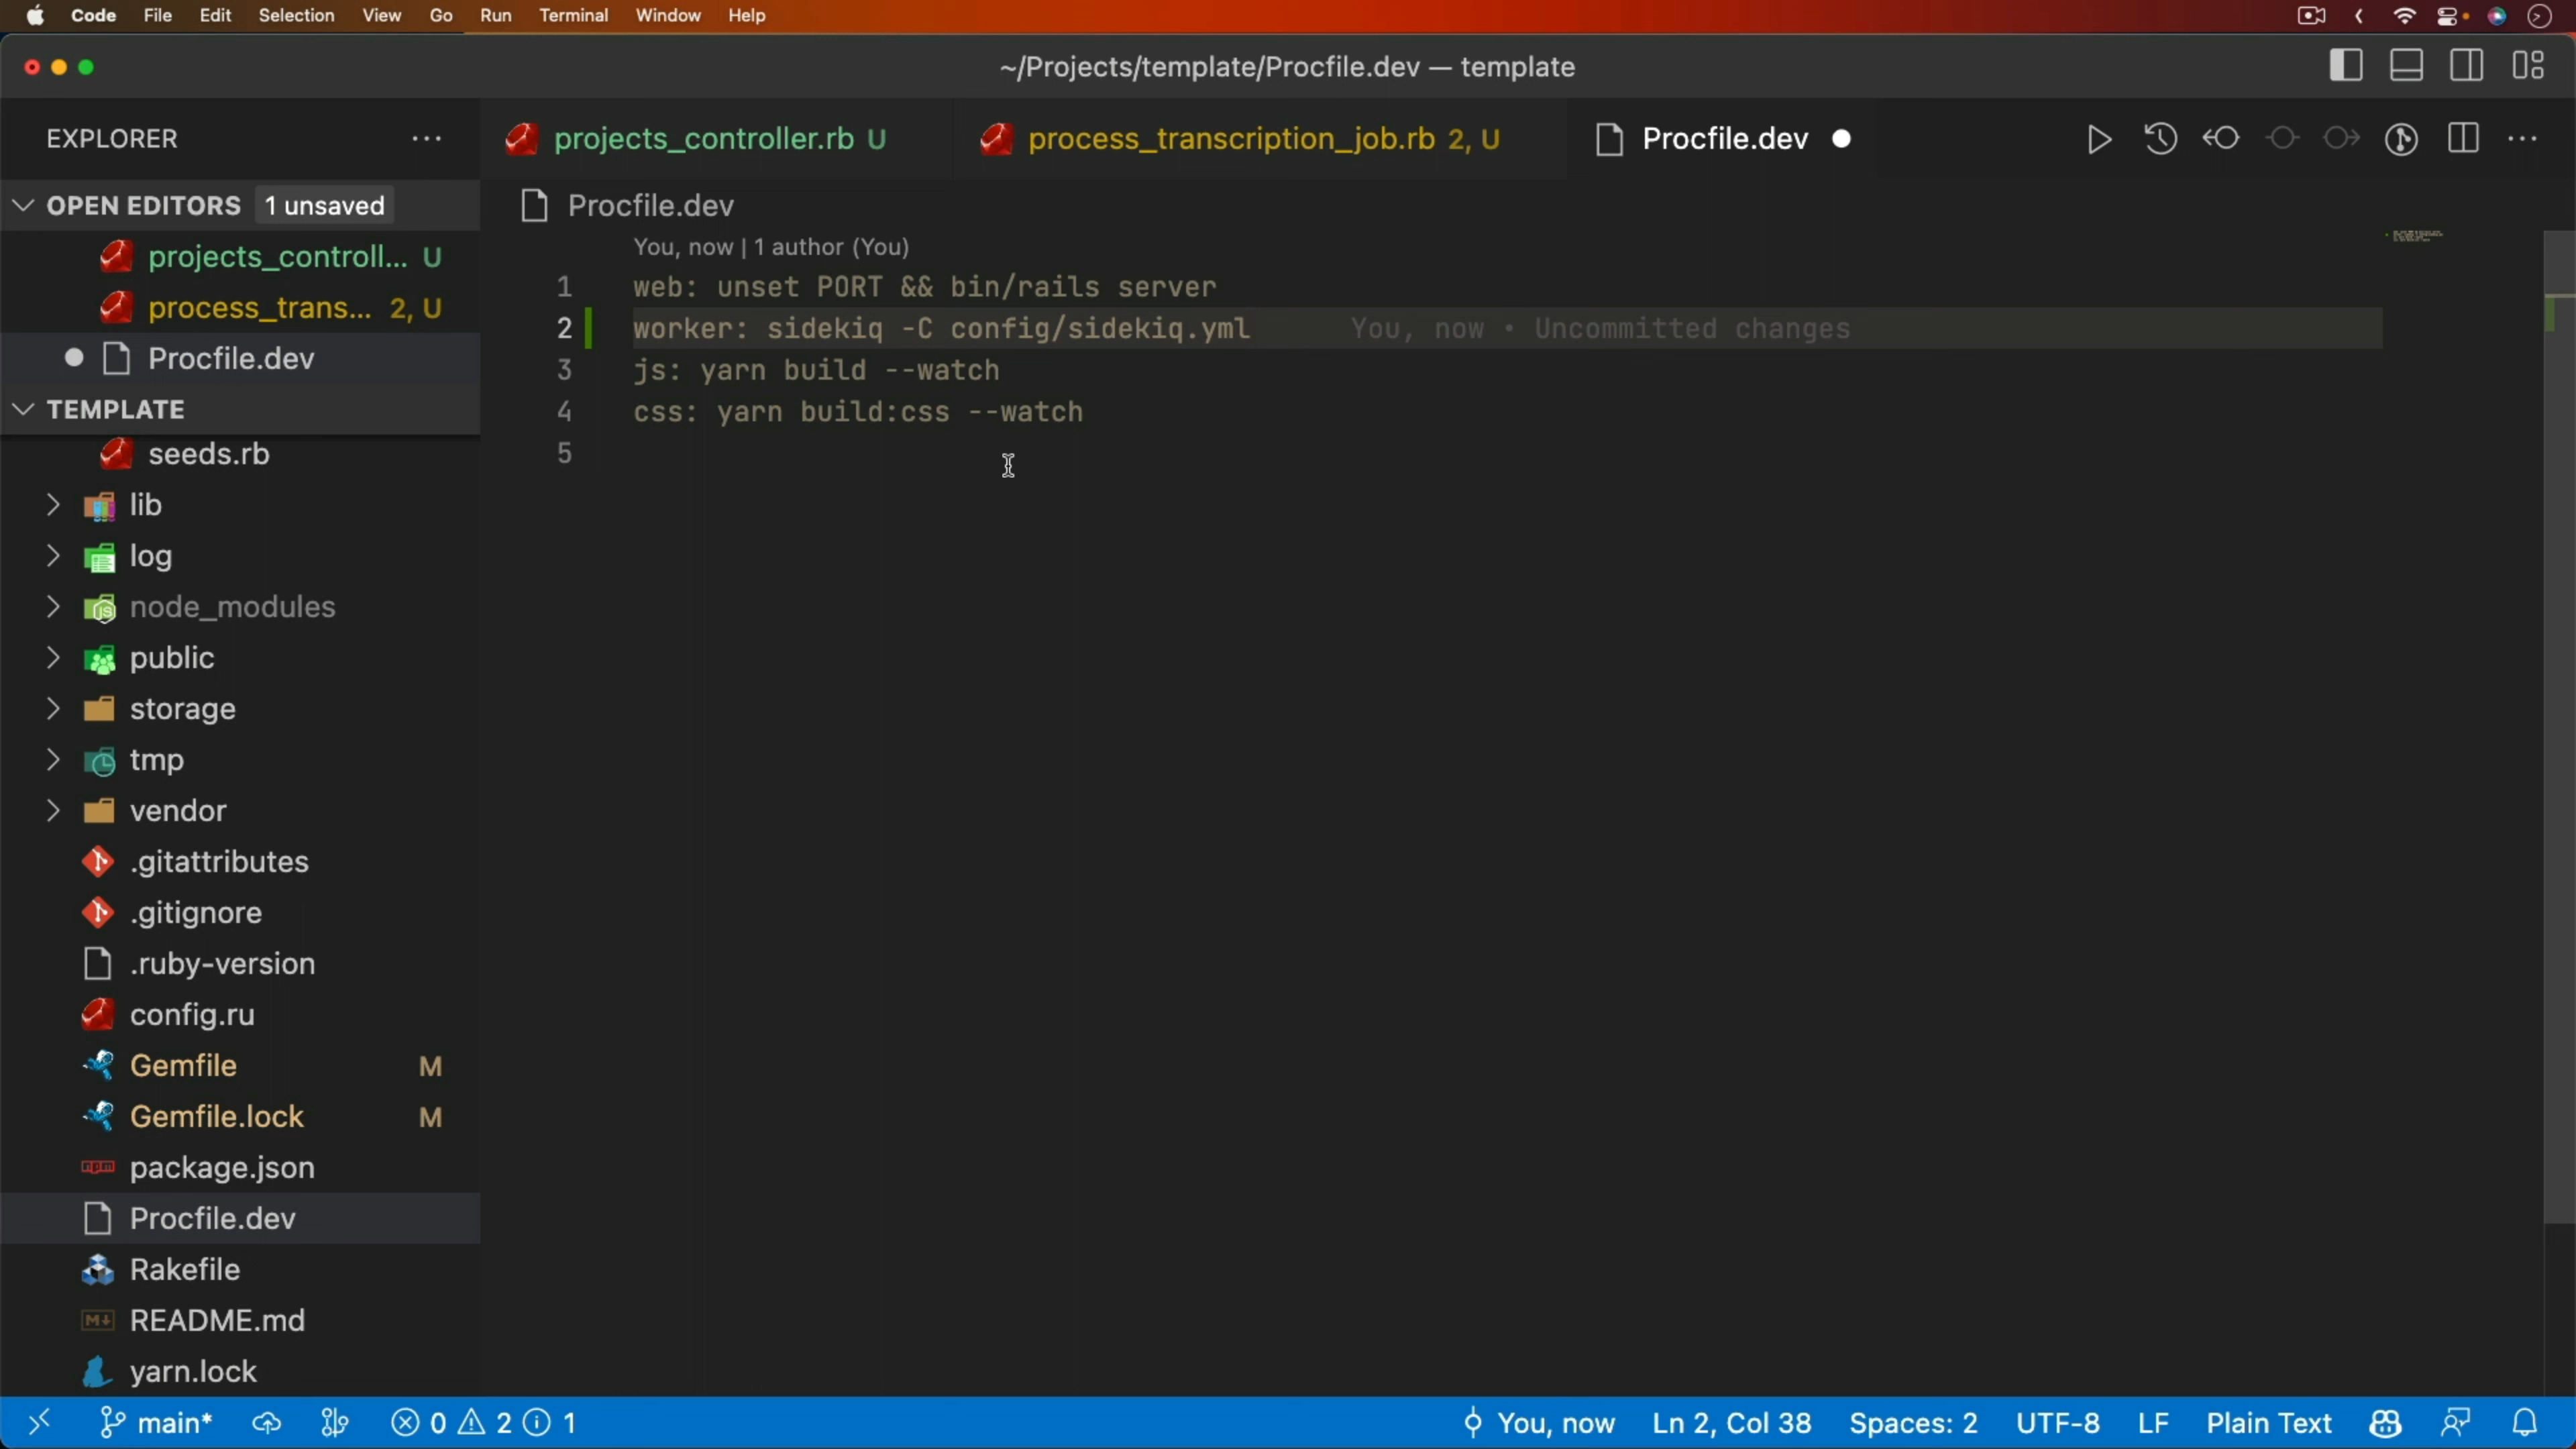 Code File Edit Selection View Go Run Terminal Window Help
~/Projects/template/Procfile.dev — template
EXPLORER
projects_controller.rb U
process_transcription_job.rb 2, U
Procfile.dev
OPEN EDITORS 1 unsaved
projects_controll... U
process_trans... 2, U
Procfile.dev
TEMPLATE
seeds.rb
lib
log
node_modules
public
storage
tmp
vendor
.gitattributes
.gitignore
.ruby-version
config.ru
Gemfile M
Gemfile.lock M
package.json
Procfile.dev
Rakefile
README.md
yarn.lock
Procfile.dev
You, now | 1 author (You)
1 web: unset PORT && bin/rails server
2 worker: sidekiq -C config/sidekiq.yml You, now • Uncommitted changes
3 js: yarn build --watch
4 css: yarn build:css --watch
5
main* 0 2 1 You, now Ln 2, Col 38 Spaces: 2 UTF-8 LF Plain Text